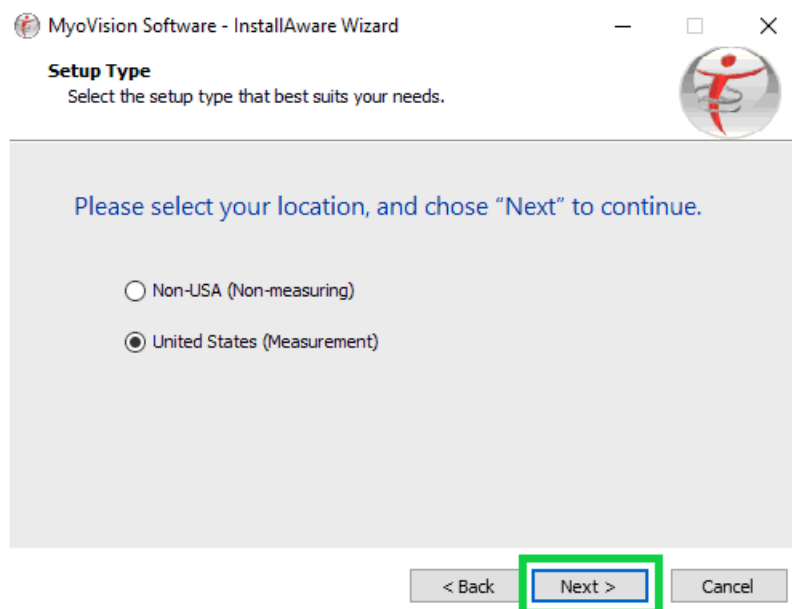 MyoVision Software - InstallAware Wizard
Setup Type
Select the setup type that best suits your needs.
Please select your location, and chose “Next” to continue.
Non-USA (Non-measuring)
United States (Measurement)
< Back Next > Cancel